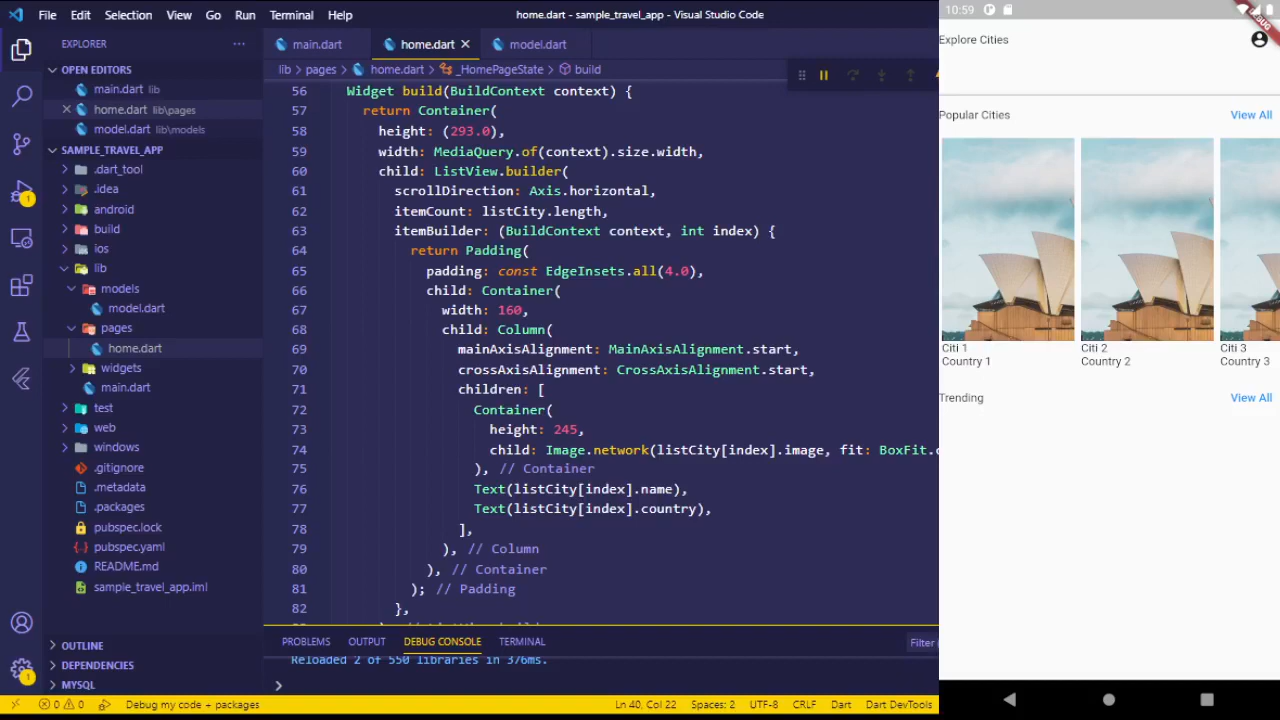 File Edit Selection View Go Run Terminal Help
home.dart - sample_travel_app - Visual Studio Code
EXPLORER
OPEN EDITORS
main.dart lib
home.dart lib\pages
model.dart lib\models
SAMPLE_TRAVEL_APP
.dart_tool
.idea
android
build
ios
lib
models
model.dart
pages
home.dart
widgets
main.dart
test
web
windows
.gitignore
.metadata
.packages
pubspec.lock
pubspec.yaml
README.md
sample_travel_app.iml
OUTLINE
DEPENDENCIES
MYSQL
1
1
main.dart
home.dart
model.dart
lib > pages > home.dart > _HomePageState > build
56 Widget build(BuildContext context) {
57 return Container(
58 height: (293.0),
59 width: MediaQuery.of(context).size.width,
60 child: ListView.builder(
61 scrollDirection: Axis.horizontal,
62 itemCount: listCity.length,
63 itemBuilder: (BuildContext context, int index) {
64 return Padding(
65 padding: const EdgeInsets.all(4.0),
66 child: Container(
67 width: 160,
68 child: Column(
69 mainAxisAlignment: MainAxisAlignment.start,
70 crossAxisAlignment: CrossAxisAlignment.start,
71 children: [
72 Container(
73 height: 245,
74 child: Image.network(listCity[index].image, fit: BoxFit.
75 ), // Container
76 Text(listCity[index].name),
77 Text(listCity[index].country),
78 ],
79 ), // Column
80 ), // Container
81 ); // Padding
82 },
PROBLEMS OUTPUT DEBUG CONSOLE TERMINAL
Filter
Reloaded 2 of 550 libraries in 376ms.
0 0 Debug my code + packages
Ln 40, Col 22 Spaces: 2 UTF-8 CRLF Dart Dart DevTools
10:59
DEBUG
Explore Cities
Popular Cities View All
Citi 1 Citi 2 Citi 3
Country 1 Country 2 Country 3
Trending View All